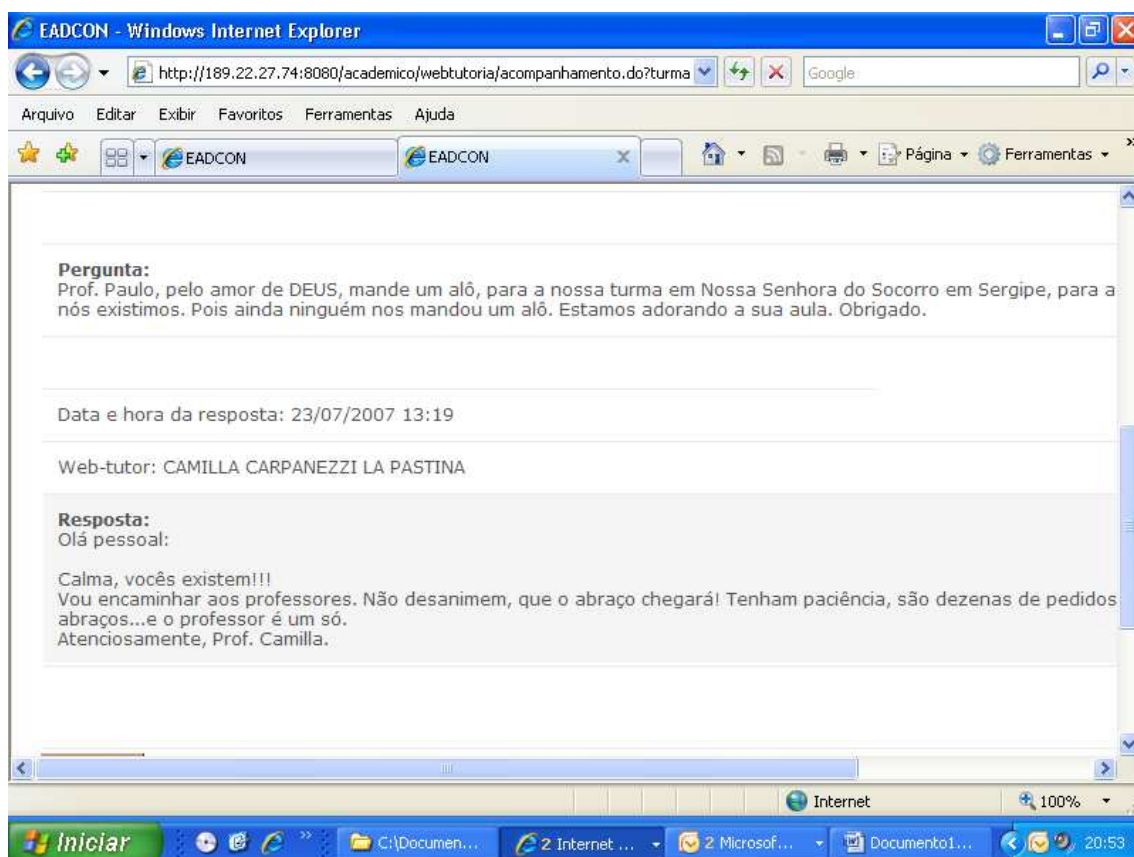 EADCON - Windows Internet Explorer
http://189.22.27.74:8080/academico/webtutoria/acompanhamento.do?turma
Google
Arquivo Editar Exibir Favoritos Ferramentas Ajuda
EADCON
EADCON
Página
Ferramentas
Pergunta:
Prof. Paulo, pelo amor de DEUS, mande um alô, para a nossa turma em Nossa Senhora do Socorro em Sergipe, para a
nós existimos. Pois ainda ninguém nos mandou um alô. Estamos adorando a sua aula. Obrigado.
Data e hora da resposta: 23/07/2007 13:19
Web-tutor: CAMILLA CARPANEZZI LA PASTINA
Resposta:
Olá pessoal:
Calma, vocês existem!!!
Vou encaminhar aos professores. Não desanimem, que o abraço chegará! Tenham paciência, são dezenas de pedidos
abraços...e o professor é um só.
Atenciosamente, Prof. Camilla.
Internet
100%
Iniciar
C:\Documen...
2 Internet ...
2 Microsof...
Documento1...
20:53